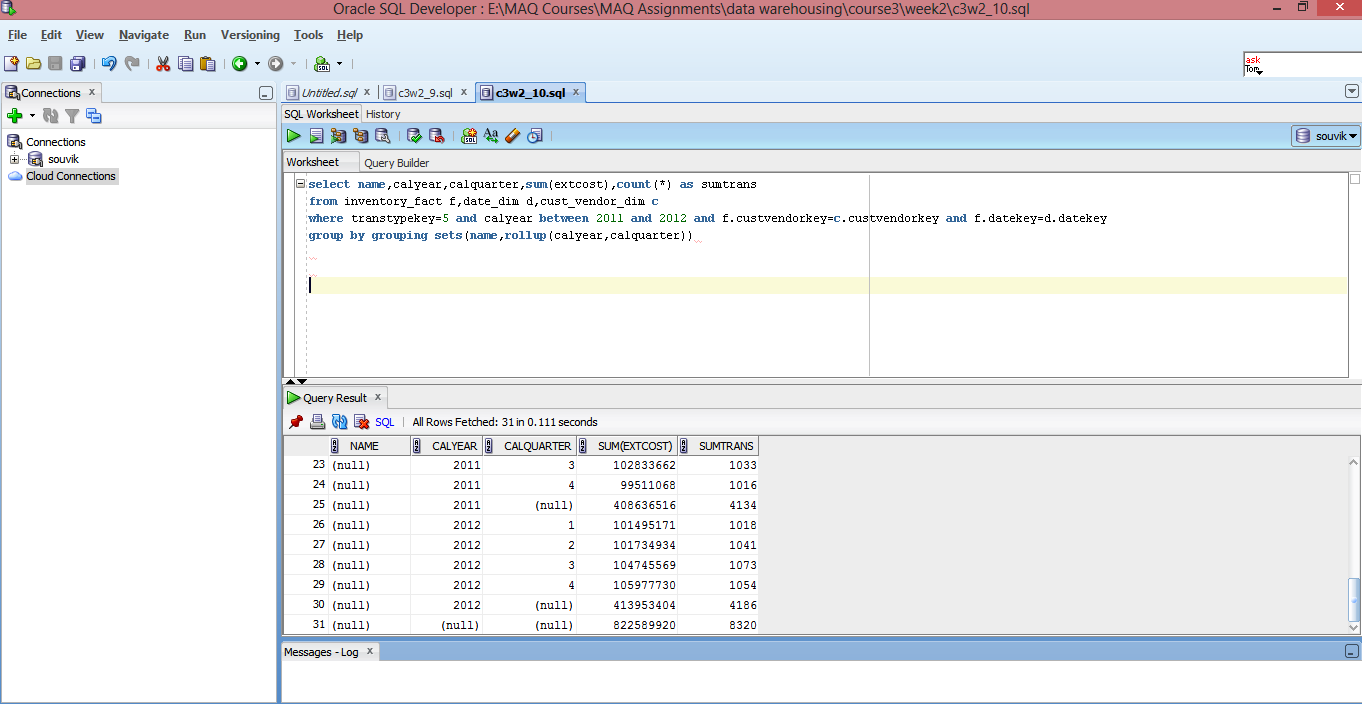 Oracle SQL Developer : E:\MAQ Courses\MAQ Assignments\data warehousing\course3\week2\c3w2_10.sql
File Edit View Navigate Run Versioning Tools Help
ask
Tom
Connections
Untitled.sql c3w2_9.sql c3w2_10.sql
SQL Worksheet History
souvik
Worksheet Query Builder
Connections
souvik
Cloud Connections
select name,calyear,calquarter,sum(extcost),count(*) as sumtrans
from inventory_fact f,date_dim d,cust_vendor_dim c
where transtypekey=5 and calyear between 2011 and 2012 and f.custvendorkey=c.custvendorkey and f.datekey=d.datekey
group by grouping sets(name,rollup(calyear,calquarter))
Query Result
SQL All Rows Fetched: 31 in 0.111 seconds
NAME CALYEAR CALQUARTER SUM(EXTCOST) SUMTRANS
23 (null) 2011 3 102833662 1033
24 (null) 2011 4 99511068 1016
25 (null) 2011 (null) 408636516 4134
26 (null) 2012 1 101495171 1018
27 (null) 2012 2 101734934 1041
28 (null) 2012 3 104745569 1073
29 (null) 2012 4 105977730 1054
30 (null) 2012 (null) 413953404 4186
31 (null) (null) (null) 822589920 8320
Messages - Log